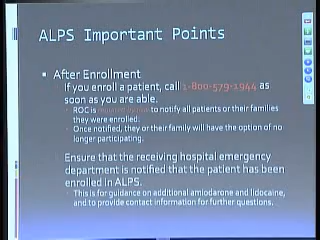 ALPS Important Points
▪ After Enrollment
If you enroll a patient, call 1-800-579-1944 as
soon as you are able.
▪ ROC is required by law to notify all patients or their families
they were enrolled.
▪ Once notified, they or their family will have the option of no
longer participating.
Ensure that the receiving hospital emergency
department is notified that the patient has been
enrolled in ALPS.
▪ This is for guidance on additional amiodarone and lidocaine,
and to provide contact information for further questions.